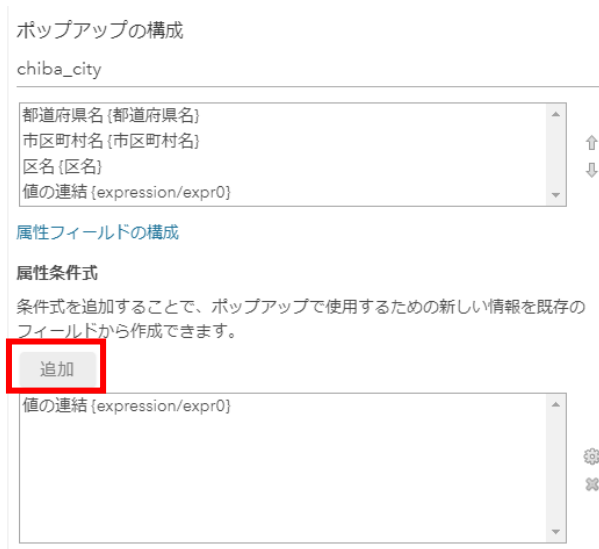 ポップアップの構成
chiba_city
都道府県名 {都道府県名}
市区町村名 {市区町村名}
区名 {区名}
値の連結 {expression/expr0}
属性フィールドの構成
属性条件式
条件式を追加することで、ポップアップで使用するための新しい情報を既存の
フィールドから作成できます。
追加
値の連結 {expression/expr0}